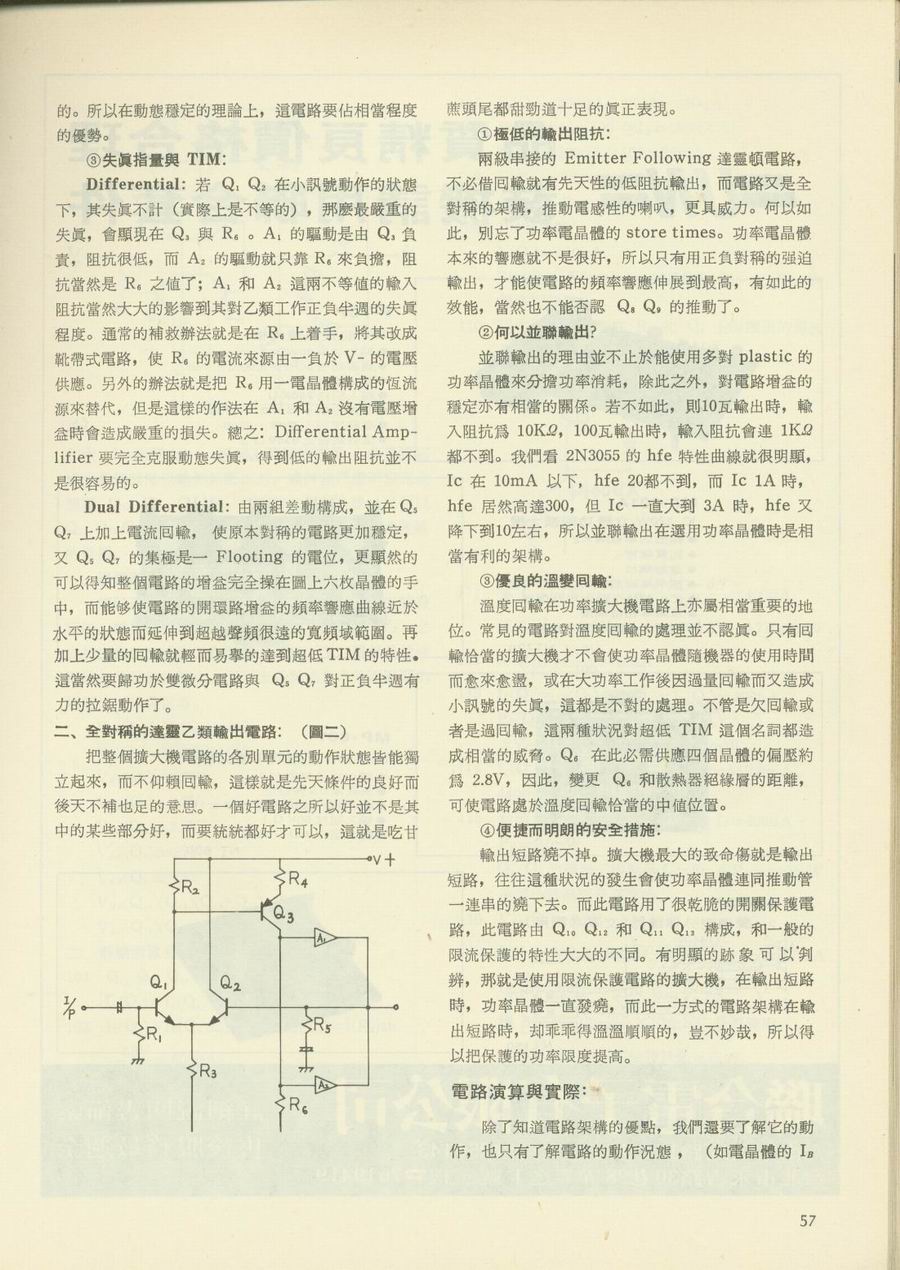 的。所以在動態穩定的理論上，這電路要佔相當程度
的優勢。
③失眞指量與 TIM：
Differential：若 Q₁ Q₂ 在小訊號動作的狀態
下，其失眞不計（實際上是不等的），那麼最嚴重的
失眞，會顯現在 Q₃ 與 R₆ 。A₁ 的驅動是由 Q₃ 負
責，阻抗很低，而 A₂ 的驅動就只靠 R₆ 來負擔，阻
抗當然是 R₆ 之値了；A₁ 和 A₂ 這兩不等値的輸入
阻抗當然大大的影響到其對乙類工作正負半週的失眞
程度。通常的補救辦法就是在 R₆ 上着手，將其改成
靴帶式電路，使 R₆ 的電流來源由一負於 V- 的電壓
供應。另外的辦法就是把 R₆ 用一電晶體構成的恆流
源來替代，但是這樣的作法在 A₁ 和 A₂ 沒有電壓增
益時會造成嚴重的損失。總之：Differential Amp-
lifier 要完全克服動態失眞，得到低的輸出阻抗並不
是很容易的。
Dual Differential：由兩組差動構成，並在 Q₅
Q₇ 上加上電流回輸， 使原本對稱的電路更加穩定，
又 Q₅ Q₇ 的集極是一 Flooting 的電位，更顯然的
可以得知整個電路的增益完全操在圖上六枚晶體的手
中，而能够使電路的開環路增益的頻率響應曲線近於
水平的狀態而延伸到超越聲頻很遠的寬頻域範圍。再
加上少量的回輸就輕而易擧的達到超低 TIM 的特性。
這當然要歸功於雙微分電路與 Q₅ Q₇ 對正負半週有
力的拉鋸動作了。
二、全對稱的達靈乙類輸出電路：（圖二）
把整個擴大機電路的各別單元的動作狀態皆能獨
立起來，而不仰賴回輸，這樣就是先天條件的良好而
後天不補也足的意思。一個好電路之所以好並不是其
中的某些部分好，而要統統都好才可以，這就是吃甘
V+
R₂
R₄
Q₃
A₁
Q₁
Q₂
I/P
R₁
R₅
R₃
A₂
R₆
蔗頭尾都甜勁道十足的眞正表現。
①極低的輸出阻抗：
兩級串接的 Emitter Following 達靈頓電路，
不必借回輸就有先天性的低阻抗輸出，而電路又是全
對稱的架構，推動電感性的喇叭，更具威力。何以如
此，別忘了功率電晶體的 store times。功率電晶體
本來的響應就不是很好，所以只有用正負對稱的强迫
輸出，才能使電路的頻率響應伸展到最高，有如此的
效能，當然也不能否認 Q₈ Q₉ 的推動了。
②何以並聯輸出?
並聯輸出的理由並不止於能使用多對 plastic 的
功率晶體來分擔功率消耗，除此之外，對電路增益的
穩定亦有相當的關係。若不如此，則10瓦輸出時，輸
入阻抗爲 10KΩ，100瓦輸出時，輸入阻抗會連 1KΩ
都不到。我們看 2N3055 的 hfe 特性曲線就很明顯，
Ic 在 10mA 以下，hfe 20都不到，而 Ic 1A 時，
hfe 居然高達300，但 Ic 一直大到 3A 時，hfe 又
降下到10左右，所以並聯輸出在選用功率晶體時是相
當有利的架構。
③優良的溫變回輸：
溫度回輸在功率擴大機電路上亦屬相當重要的地
位。常見的電路對溫度回輸的處理並不認眞。只有回
輸恰當的擴大機才不會使功率晶體隨機器的使用時間
而愈來愈盪，或在大功率工作後因過量回輸而又造成
小訊號的失眞，這都是不對的處理。不管是欠回輸或
者是過回輸，這兩種狀況對超低 TIM 這個名詞都造
成相當的威脅。Q₆ 在此必需供應四個晶體的偏壓約
爲 2.8V，因此，變更 Q₆ 和散熱器絕緣層的距離，
可使電路處於溫度回輸恰當的中値位置。
④便捷而明朗的安全措施：
輸出短路燒不掉。擴大機最大的致命傷就是輸出
短路，往往這種狀況的發生會使功率晶體連同推動管
一連串的燒下去。而此電路用了很乾脆的開關保護電
路，此電路由 Q₁₀ Q₁₂ 和 Q₁₁ Q₁₃ 構成，和一般的
限流保護的特性大大的不同。有明顯的跡象可以判
辨，那就是使用限流保護電路的擴大機，在輸出短路
時，功率晶體一直發燒，而此一方式的電路架構在輸
出短路時，却乖乖得溫溫順順的，豈不妙哉，所以得
以把保護的功率限度提高。
電路演算與實際：
除了知道電路架構的優點，我們還要了解它的動
作，也只有了解電路的動作況態，（如電晶體的 I_B
57